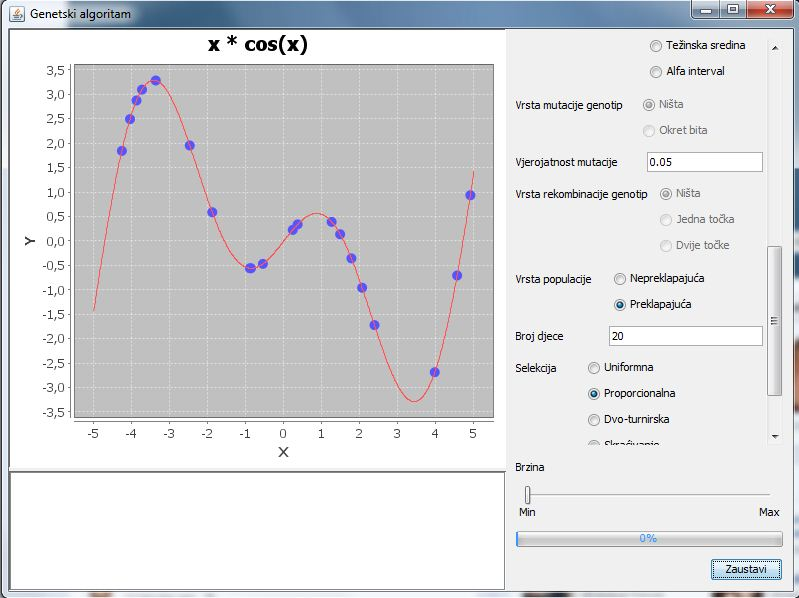 Genetski algoritam
x * cos(x)
3,5
3,0
2,5
2,0
1,5
1,0
0,5
0,0
-0,5
-1,0
-1,5
-2,0
-2,5
-3,0
-3,5
Y
-5 -4 -3 -2 -1 0 1 2 3 4 5
X
Težinska sredina
Alfa interval
Vrsta mutacije genotip Ništa
Okret bita
Vjerojatnost mutacije 0.05
Vrsta rekombinacije genotip Ništa
Jedna točka
Dvije točke
Vrsta populacije Nepreklapajuća
Preklapajuća
Broj djece 20
Selekcija Uniformna
Proporcionalna
Dvo-turnirska
Brzina
Min Max
0%
Zaustavi